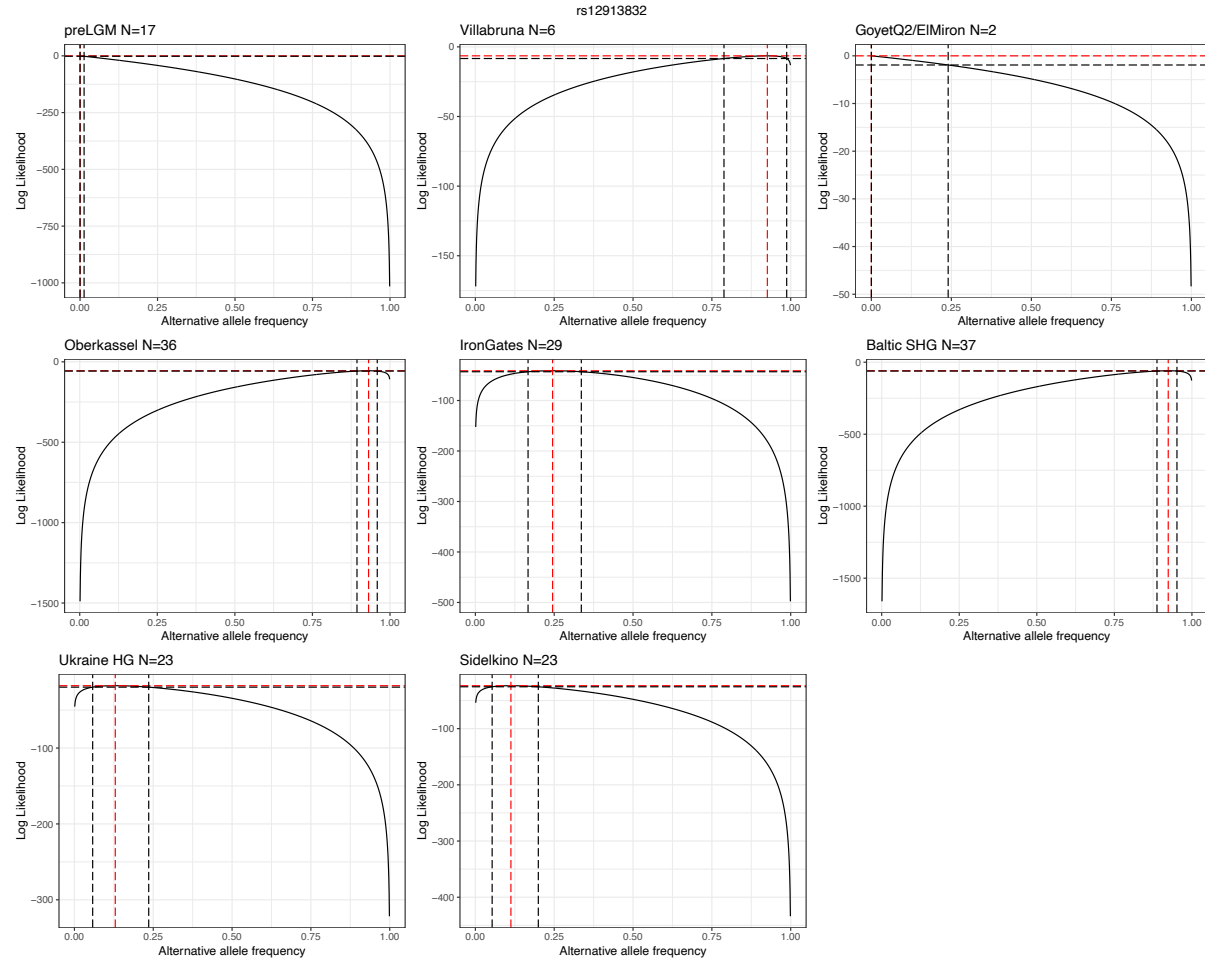 rs12913832
preLGM N=17
0
−250
−500
−750
−1000
Log Likelihood
0.00 0.25 0.50 0.75 1.00
Alternative allele frequency
Villabruna N=6
0
−50
−100
−150
Log Likelihood
0.00 0.25 0.50 0.75 1.00
Alternative allele frequency
GoyetQ2/ElMiron N=2
0
−10
−20
−30
−40
−50
Log Likelihood
0.00 0.25 0.50 0.75 1.00
Alternative allele frequency
Oberkassel N=36
0
−500
−1000
−1500
Log Likelihood
0.00 0.25 0.50 0.75 1.00
Alternative allele frequency
IronGates N=29
−100
−200
−300
−400
−500
Log Likelihood
0.00 0.25 0.50 0.75 1.00
Alternative allele frequency
Baltic SHG N=37
0
−500
−1000
−1500
Log Likelihood
0.00 0.25 0.50 0.75 1.00
Alternative allele frequency
Ukraine HG N=23
−100
−200
−300
Log Likelihood
0.00 0.25 0.50 0.75 1.00
Alternative allele frequency
Sidelkino N=23
−100
−200
−300
−400
Log Likelihood
0.00 0.25 0.50 0.75 1.00
Alternative allele frequency